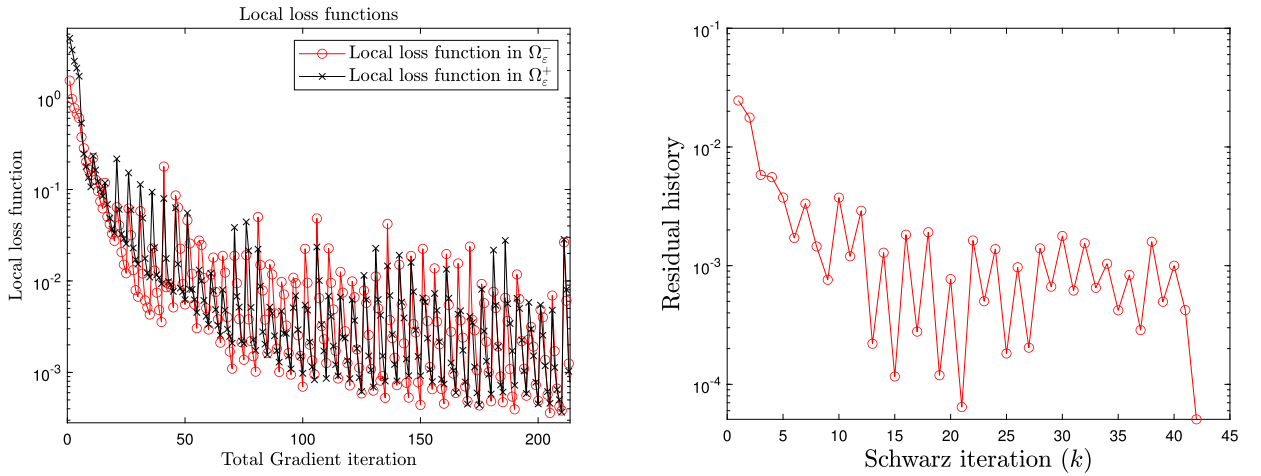 Local loss functions
Local loss function in Ω_ε^−
Local loss function in Ω_ε^+
Local loss function
10^0
10^-1
10^-2
10^-3
0 50 100 150 200
Total Gradient iteration
Residual history
10^-1
10^-2
10^-3
10^-4
0 5 10 15 20 25 30 35 40 45
Schwarz iteration (k)